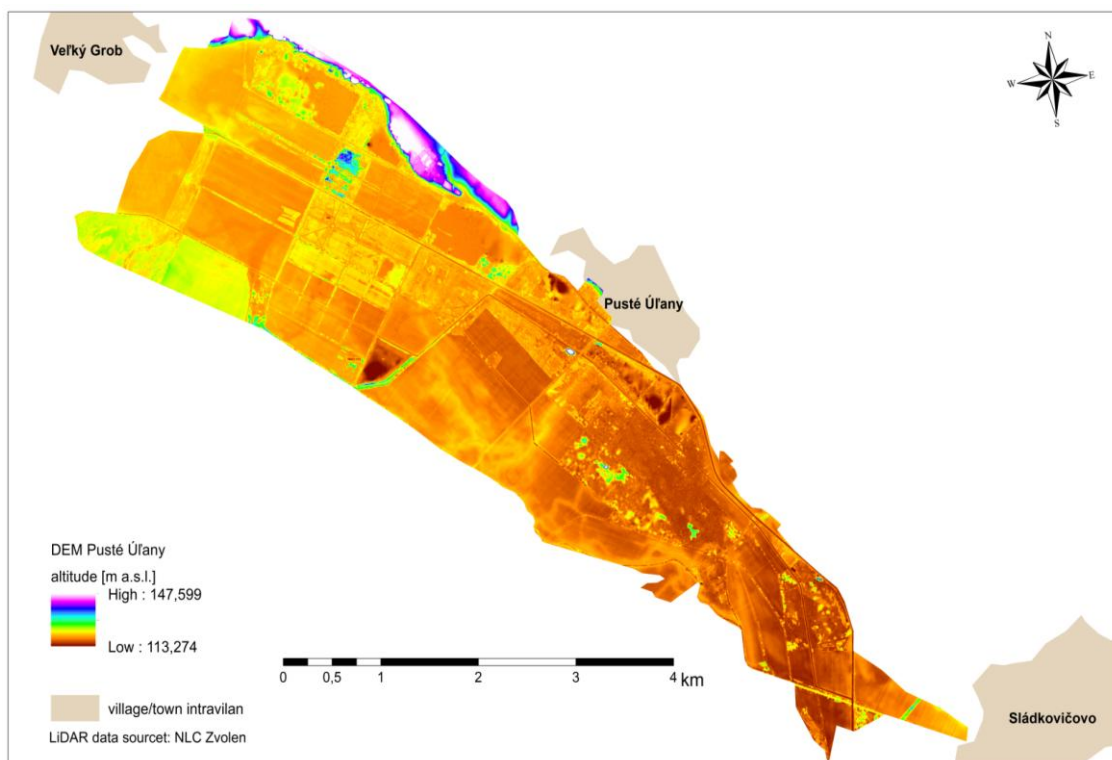 Veľký Grob
N
W
E
S
Pusté Úľany
DEM Pusté Úľany
altitude [m a.s.l.]
High : 147,599
Low : 113,274
0 0,5 1 2 3 4 km
village/town intravilan
LiDAR data sourcet: NLC Zvolen
Sládkovičovo